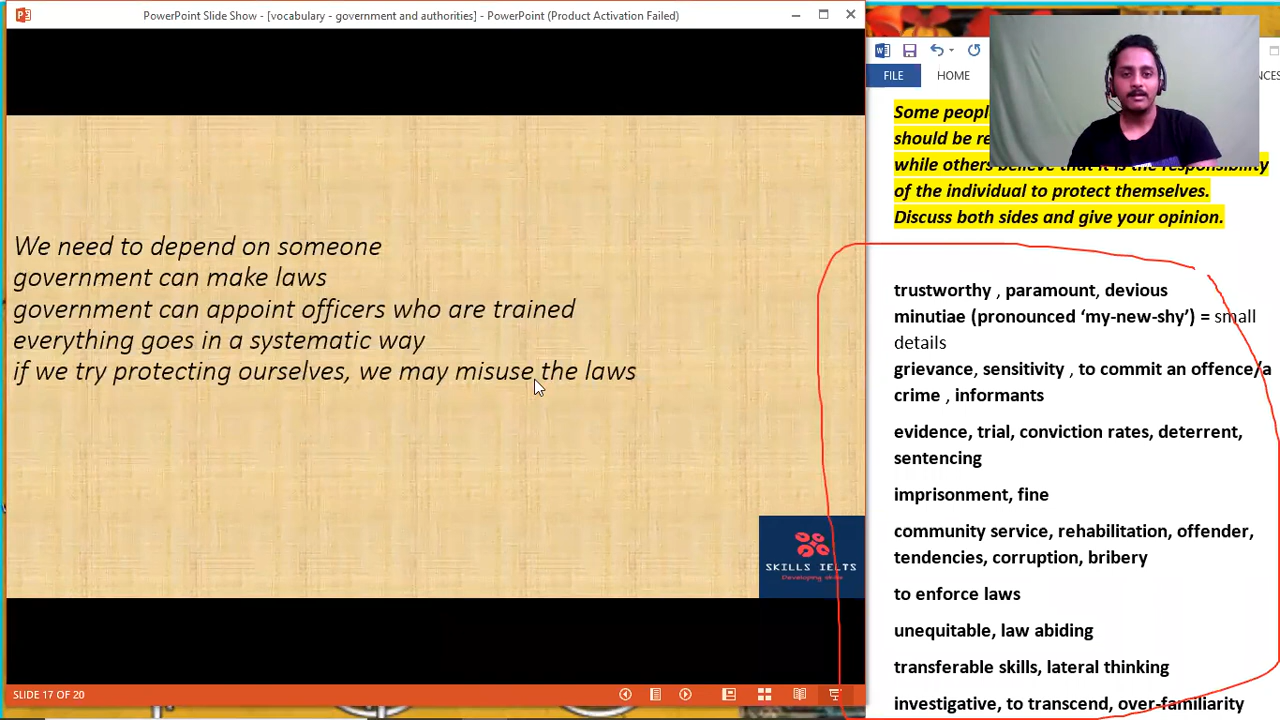 PowerPoint Slide Show - [vocabulary - government and authorities] - PowerPoint (Product Activation Failed)
We need to depend on someone
government can make laws
government can appoint officers who are trained
everything goes in a systematic way
if we try protecting ourselves, we may misuse the laws
SKILLS IELTS
Developing skills
SLIDE 17 OF 20
FILE
HOME
Some peopl
should be re
while others believe that it is the responsibility
of the individual to protect themselves.
Discuss both sides and give your opinion.
trustworthy , paramount, devious
minutiae (pronounced ‘my-new-shy’) = small
details
grievance, sensitivity , to commit an offence/a
crime , informants
evidence, trial, conviction rates, deterrent,
sentencing
imprisonment, fine
community service, rehabilitation, offender,
tendencies, corruption, bribery
to enforce laws
unequitable, law abiding
transferable skills, lateral thinking
investigative, to transcend, over-familiarity